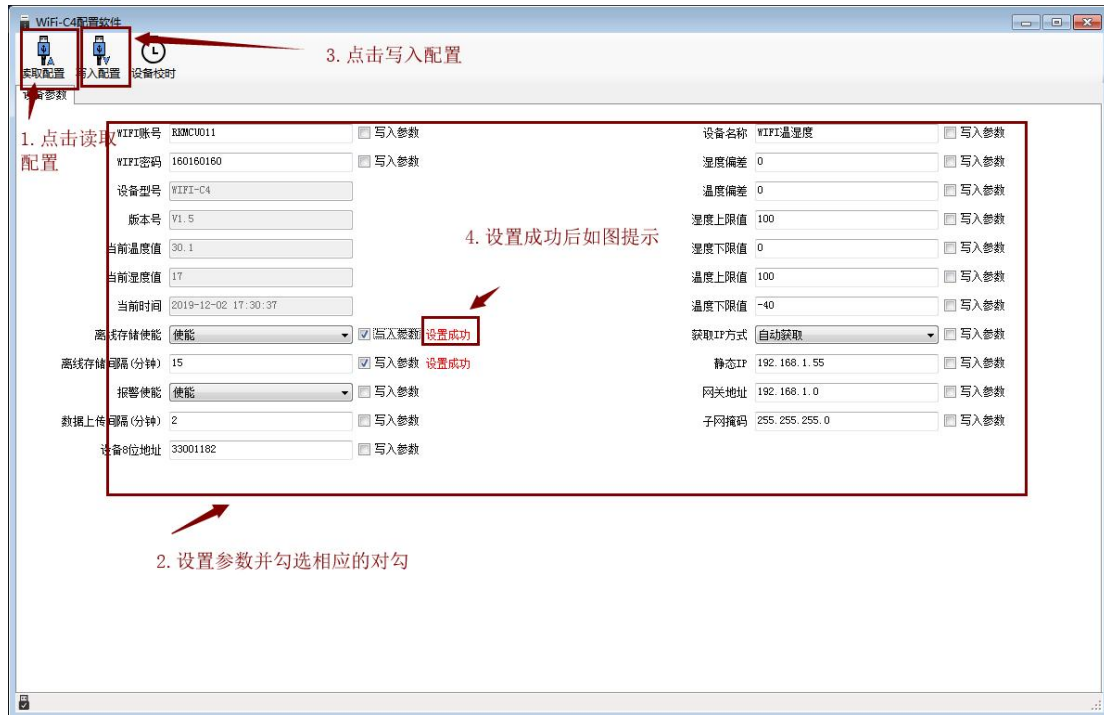 WiFi-C4配置软件
读取配置 写入配置 设备校时
3. 点击写入配置
设备参数
1. 点击读取
配置
WIFI账号 RKMCU011 写入参数 设备名称 WIFI温湿度 写入参数
WIFI密码 160160160 写入参数 湿度偏差 0 写入参数
设备型号 WIFI-C4 温度偏差 0 写入参数
版本号 V1.5 湿度上限值 100 写入参数
4. 设置成功后如图提示
当前温度值 30.1 湿度下限值 0 写入参数
当前湿度值 17 温度上限值 100 写入参数
当前时间 2019-12-02 17:30:37 温度下限值 -40 写入参数
离线存储使能 使能 写入参数 设置成功 获取IP方式 自动获取 写入参数
离线存储间隔(分钟) 15 写入参数 设置成功 静态IP 192.168.1.55 写入参数
报警使能 使能 写入参数 网关地址 192.168.1.0 写入参数
数据上传间隔(分钟) 2 写入参数 子网掩码 255.255.255.0 写入参数
设备8位地址 33001182 写入参数
2. 设置参数并勾选相应的对勾